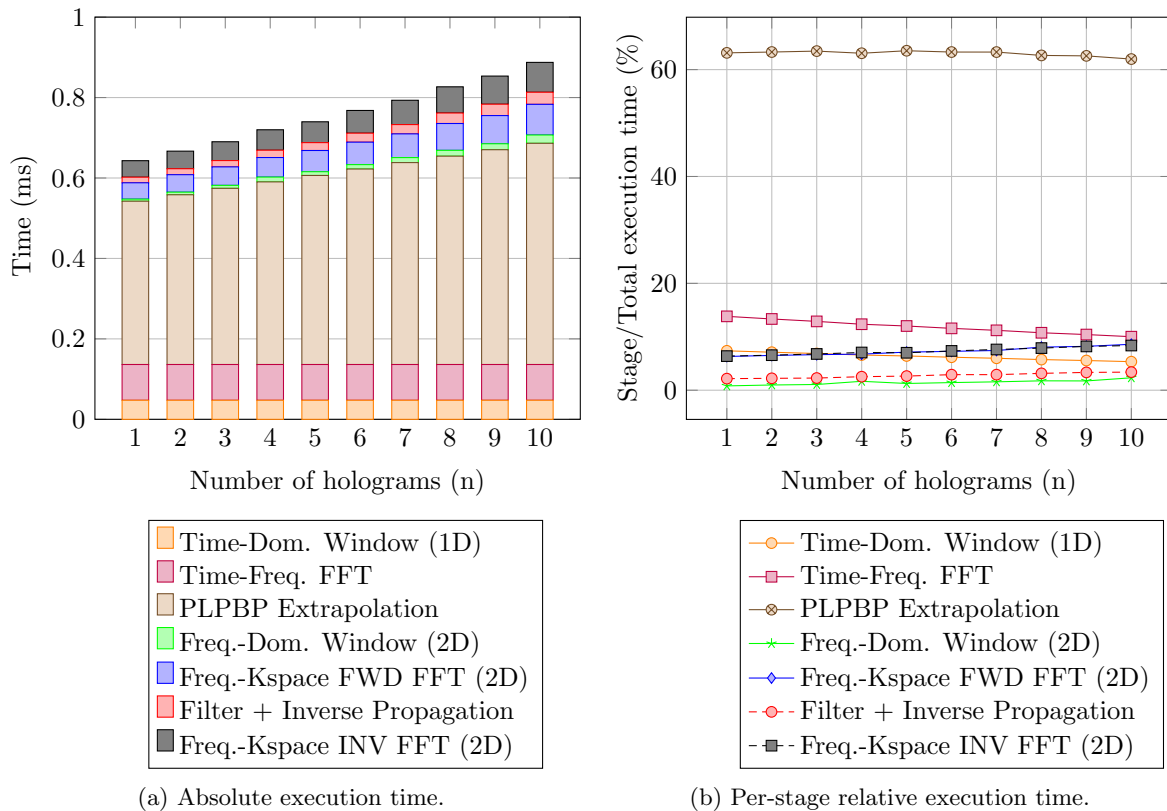 1
0.8
0.6
0.4
0.2
0
Time (ms)
1 2 3 4 5 6 7 8 9 10
Number of holograms (n)
Time-Dom. Window (1D)
Time-Freq. FFT
PLPBP Extrapolation
Freq.-Dom. Window (2D)
Freq.-Kspace FWD FFT (2D)
Filter + Inverse Propagation
Freq.-Kspace INV FFT (2D)
(a) Absolute execution time.
60
40
20
0
Stage/Total execution time (%)
1 2 3 4 5 6 7 8 9 10
Number of holograms (n)
Time-Dom. Window (1D)
Time-Freq. FFT
PLPBP Extrapolation
Freq.-Dom. Window (2D)
Freq.-Kspace FWD FFT (2D)
Filter + Inverse Propagation
Freq.-Kspace INV FFT (2D)
(b) Per-stage relative execution time.